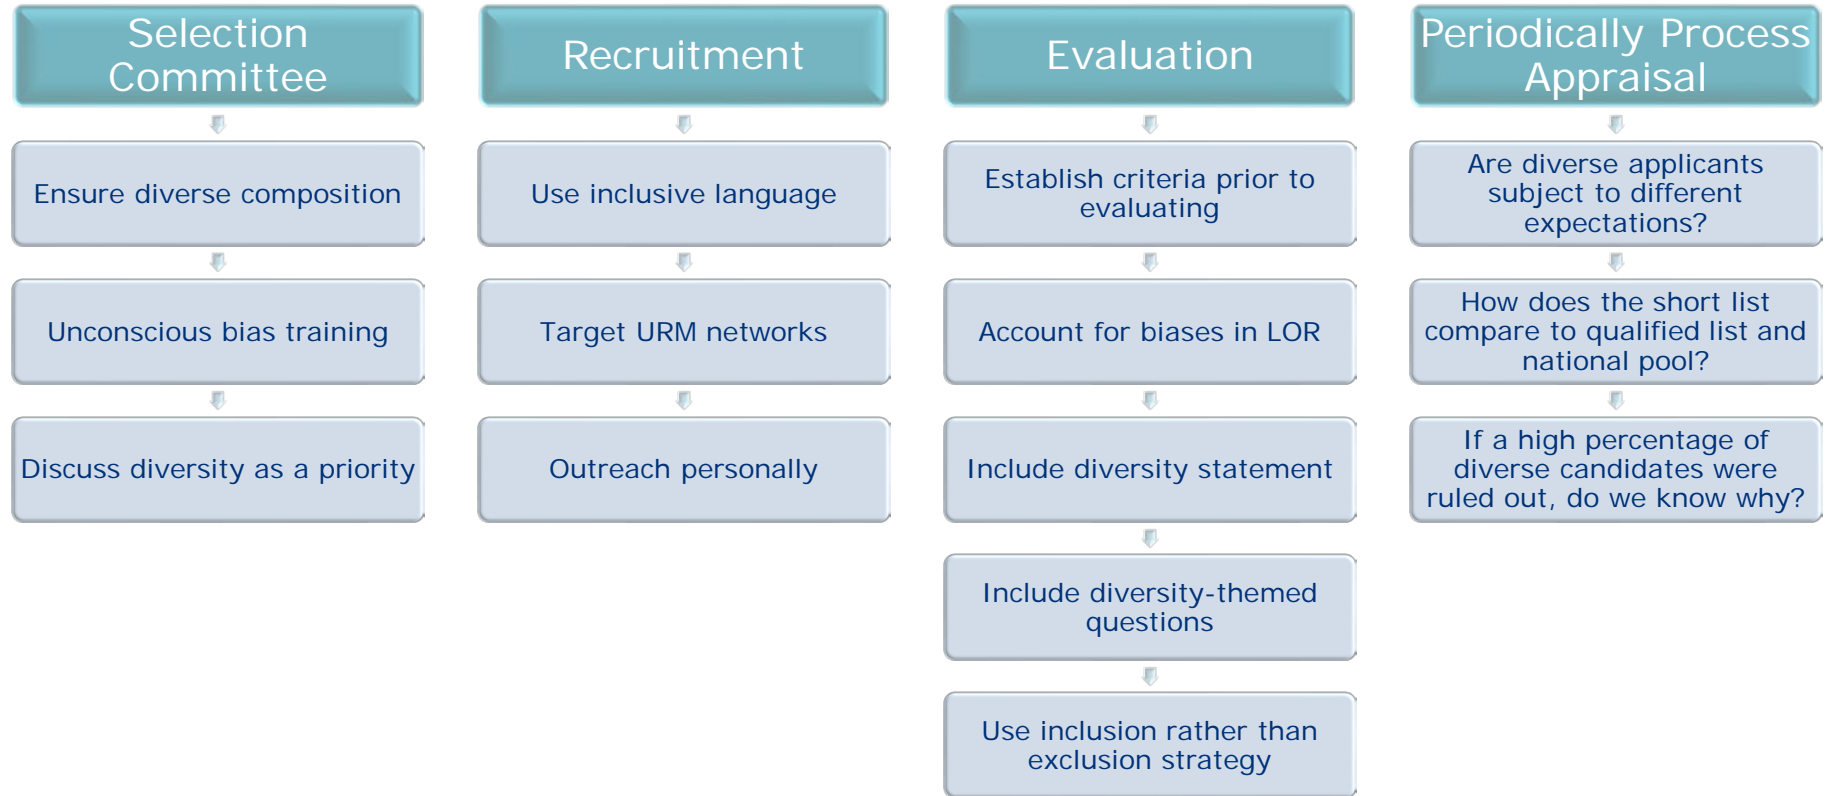 Selection
Committee
Ensure diverse composition
Unconscious bias training
Discuss diversity as a priority
Recruitment
Use inclusive language
Target URM networks
Outreach personally
Evaluation
Establish criteria prior to
evaluating
Account for biases in LOR
Include diversity statement
Include diversity-themed
questions
Use inclusion rather than
exclusion strategy
Periodically Process
Appraisal
Are diverse applicants
subject to different
expectations?
How does the short list
compare to qualified list and
national pool?
If a high percentage of
diverse candidates were
ruled out, do we know why?